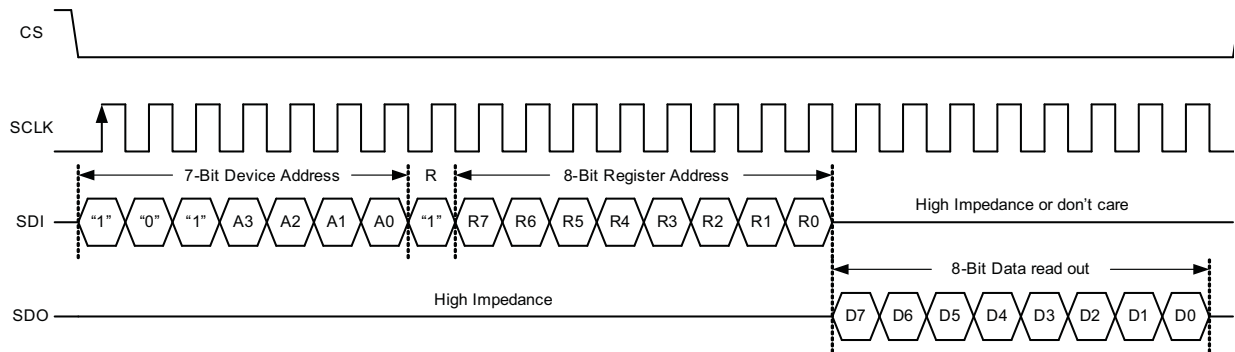 CS
SCLK
7-Bit Device Address R 8-Bit Register Address
SDI “1” “0” “1” A3 A2 A1 A0 “1” R7 R6 R5 R4 R3 R2 R1 R0 High Impedance or don’t care
8-Bit Data read out
SDO High Impedance D7 D6 D5 D4 D3 D2 D1 D0